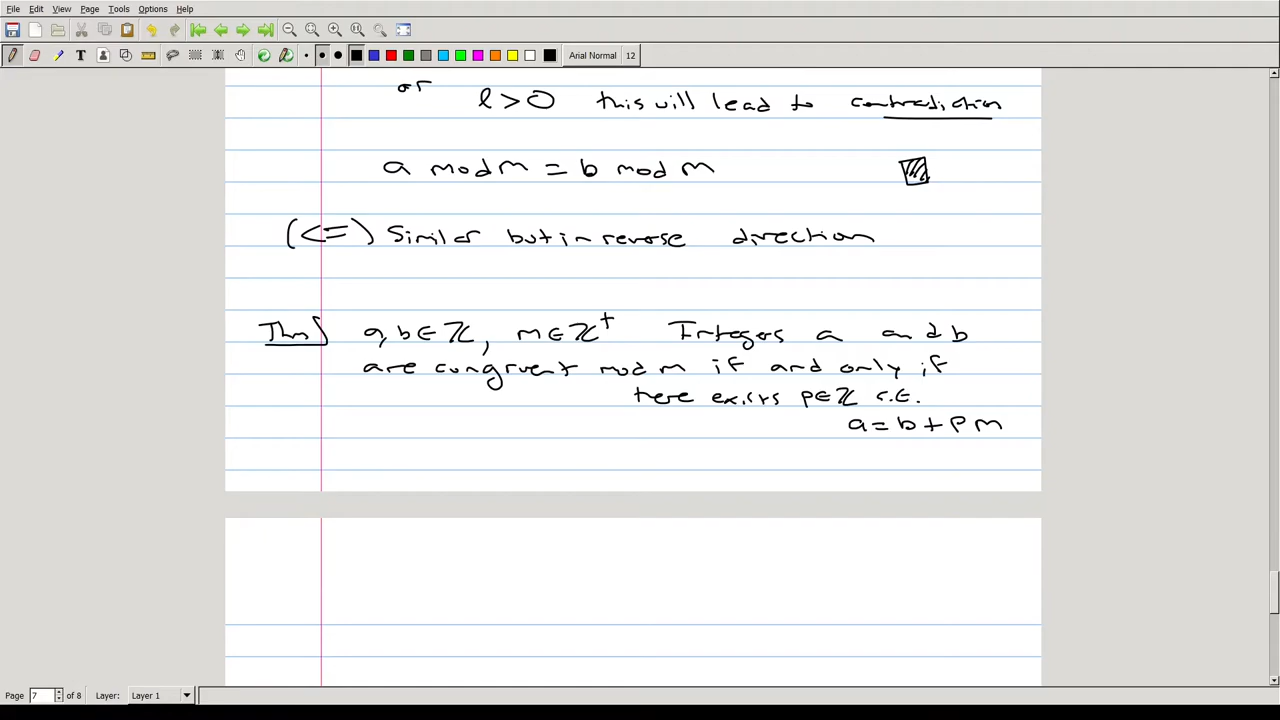 File Edit View Page Tools Options Help
Arial Normal 12
or
l > 0 this will lead to contradiction
a mod m = b mod m
(<=) Similar but in reverse direction
Thm a, b ∈ ℤ, m ∈ ℤ⁺ Integers a and b
are congruent mod m if and only if
there exists p ∈ ℤ s.t.
a = b + p m
Page 7 of 8 Layer: Layer 1